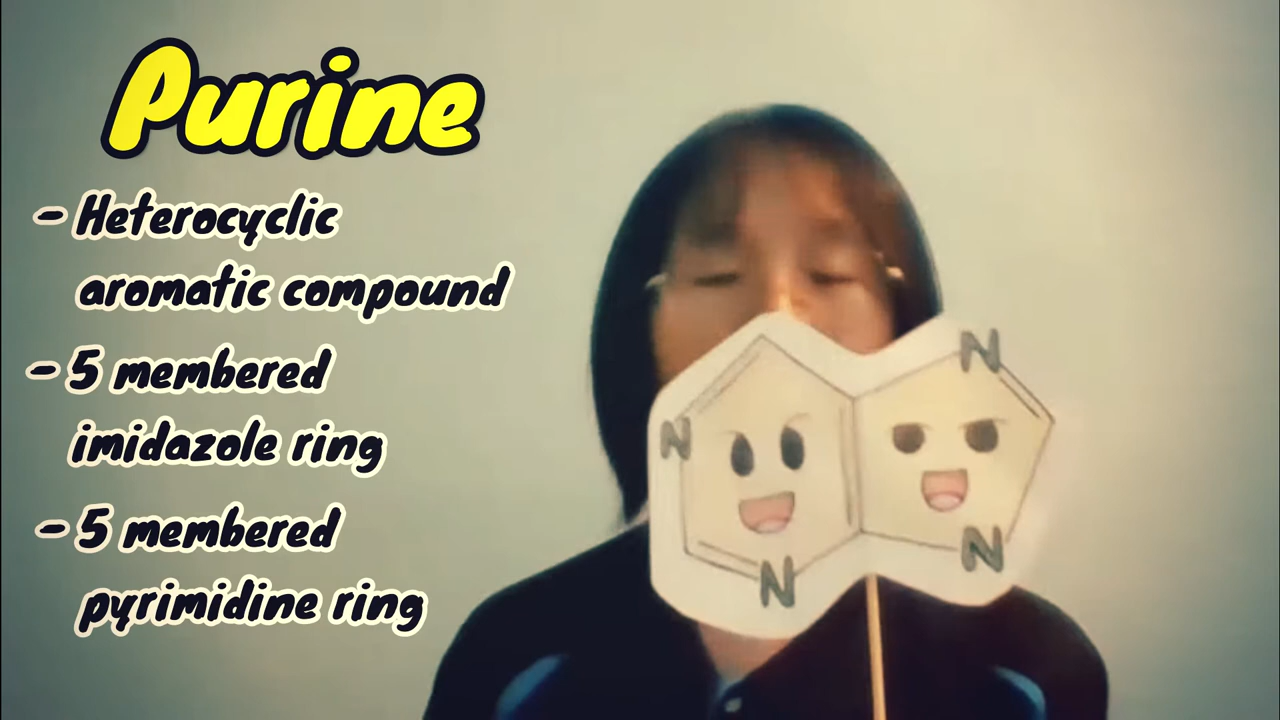 Purine
- Heterocyclic
aromatic compound
- 5 membered
imidazole ring
- 5 membered
pyrimidine ring
N
N
N
N